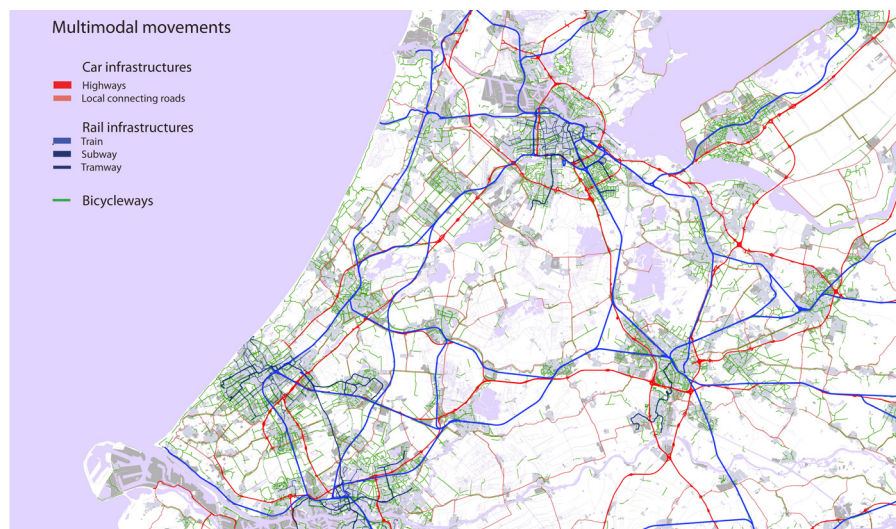 Multimodal movements
Car infrastructures
Highways
Local connecting roads
Rail infrastructures
Train
Subway
Tramway
Bicycleways